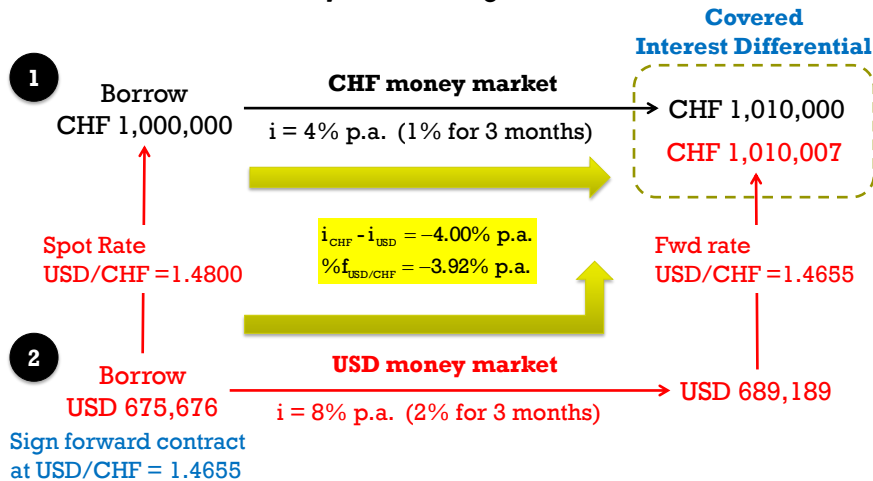 Covered
Interest Differential
1
Borrow
CHF 1,000,000
CHF money market
i = 4% p.a. (1% for 3 months)
CHF 1,010,000
CHF 1,010,007
Spot Rate
USD/CHF =1.4800
i_CHF - i_USD = −4.00% p.a.
%f_USD/CHF = −3.92% p.a.
Fwd rate
USD/CHF =1.4655
2
Borrow
USD 675,676
USD money market
i = 8% p.a. (2% for 3 months)
USD 689,189
Sign forward contract
at USD/CHF = 1.4655